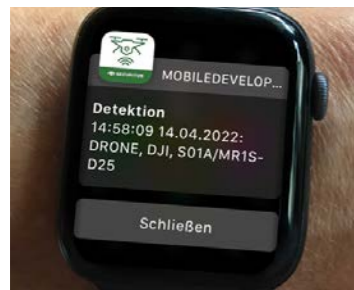 MOBILEDEVELOP...
Detektion
14:58:09 14.04.2022:
DRONE, DJI, S01A/MR1S-
D25
Schließen